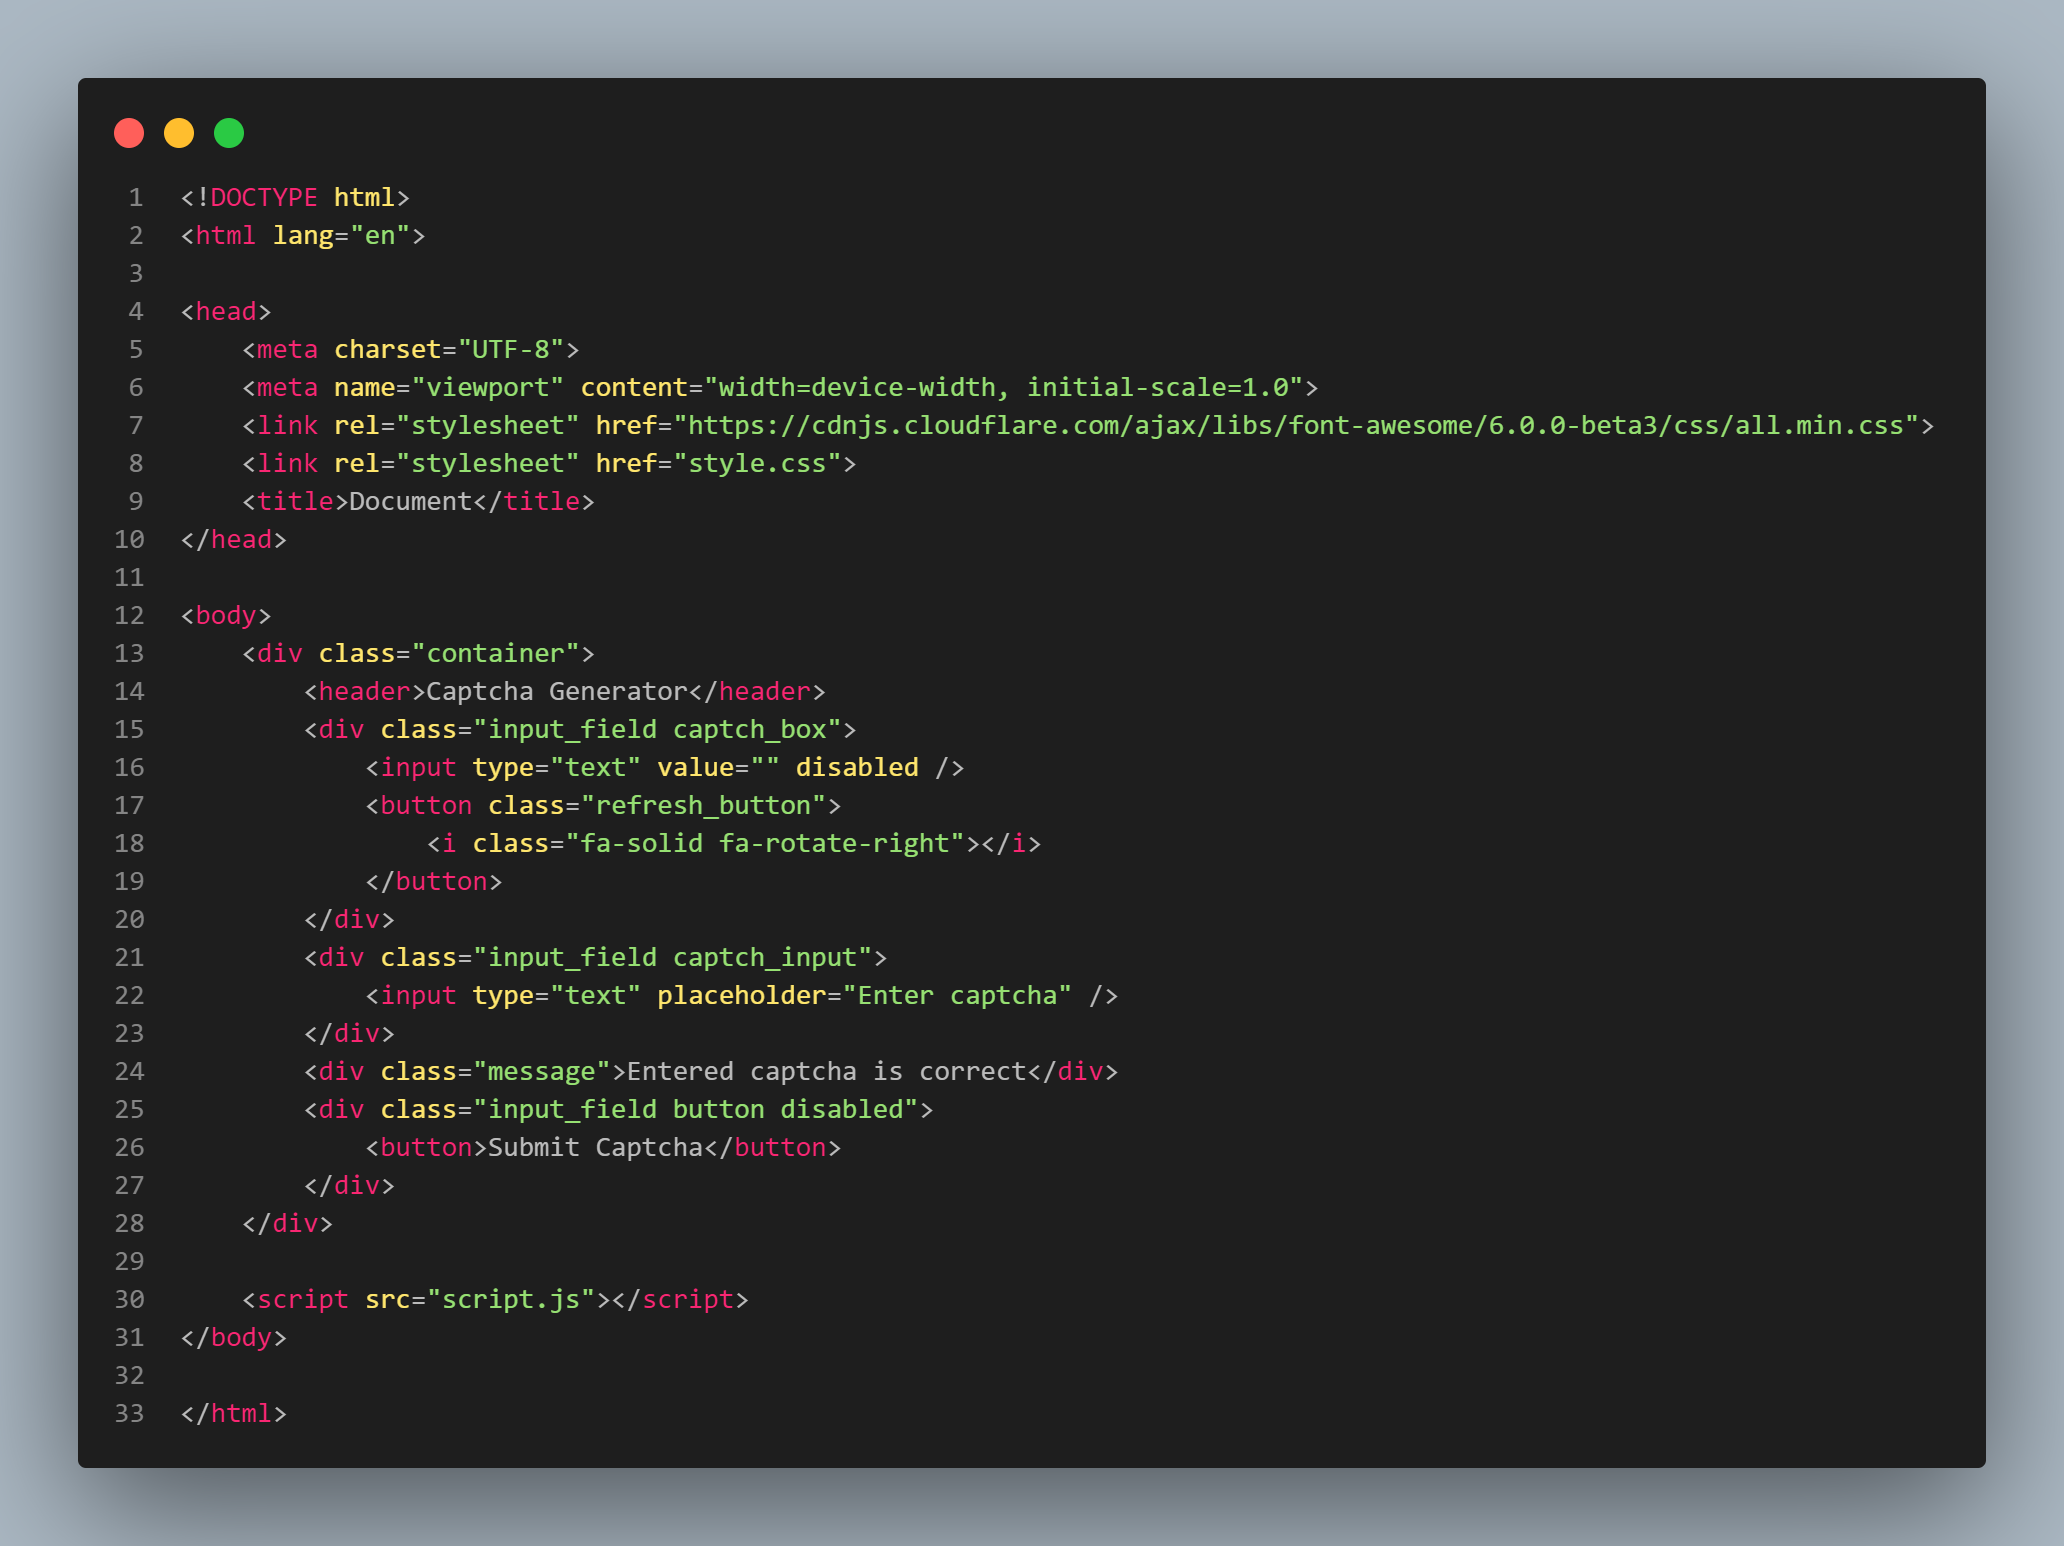 1 <!DOCTYPE html>
2 <html lang="en">
3
4 <head>
5     <meta charset="UTF-8">
6     <meta name="viewport" content="width=device-width, initial-scale=1.0">
7     <link rel="stylesheet" href="https://cdnjs.cloudflare.com/ajax/libs/font-awesome/6.0.0-beta3/css/all.min.css">
8     <link rel="stylesheet" href="style.css">
9     <title>Document</title>
10 </head>
11
12 <body>
13     <div class="container">
14         <header>Captcha Generator</header>
15         <div class="input_field captch_box">
16             <input type="text" value="" disabled />
17             <button class="refresh_button">
18                 <i class="fa-solid fa-rotate-right"></i>
19             </button>
20         </div>
21         <div class="input_field captch_input">
22             <input type="text" placeholder="Enter captcha" />
23         </div>
24         <div class="message">Entered captcha is correct</div>
25         <div class="input_field button disabled">
26             <button>Submit Captcha</button>
27         </div>
28     </div>
29
30     <script src="script.js"></script>
31 </body>
32
33 </html>